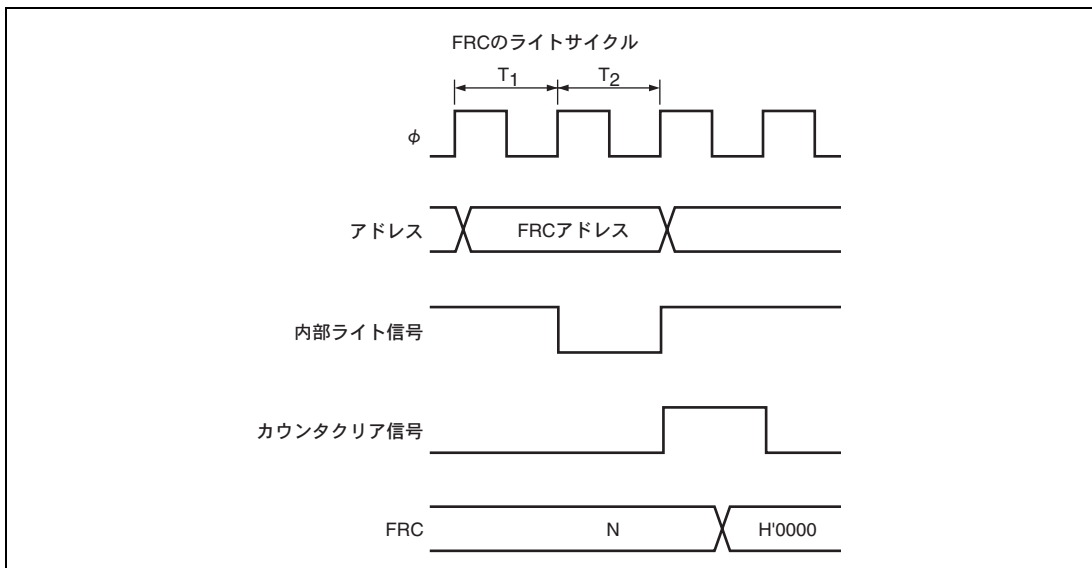 FRCのライトサイクル
T1 T2
φ
アドレス FRCアドレス
内部ライト信号
カウンタクリア信号
FRC N H'0000